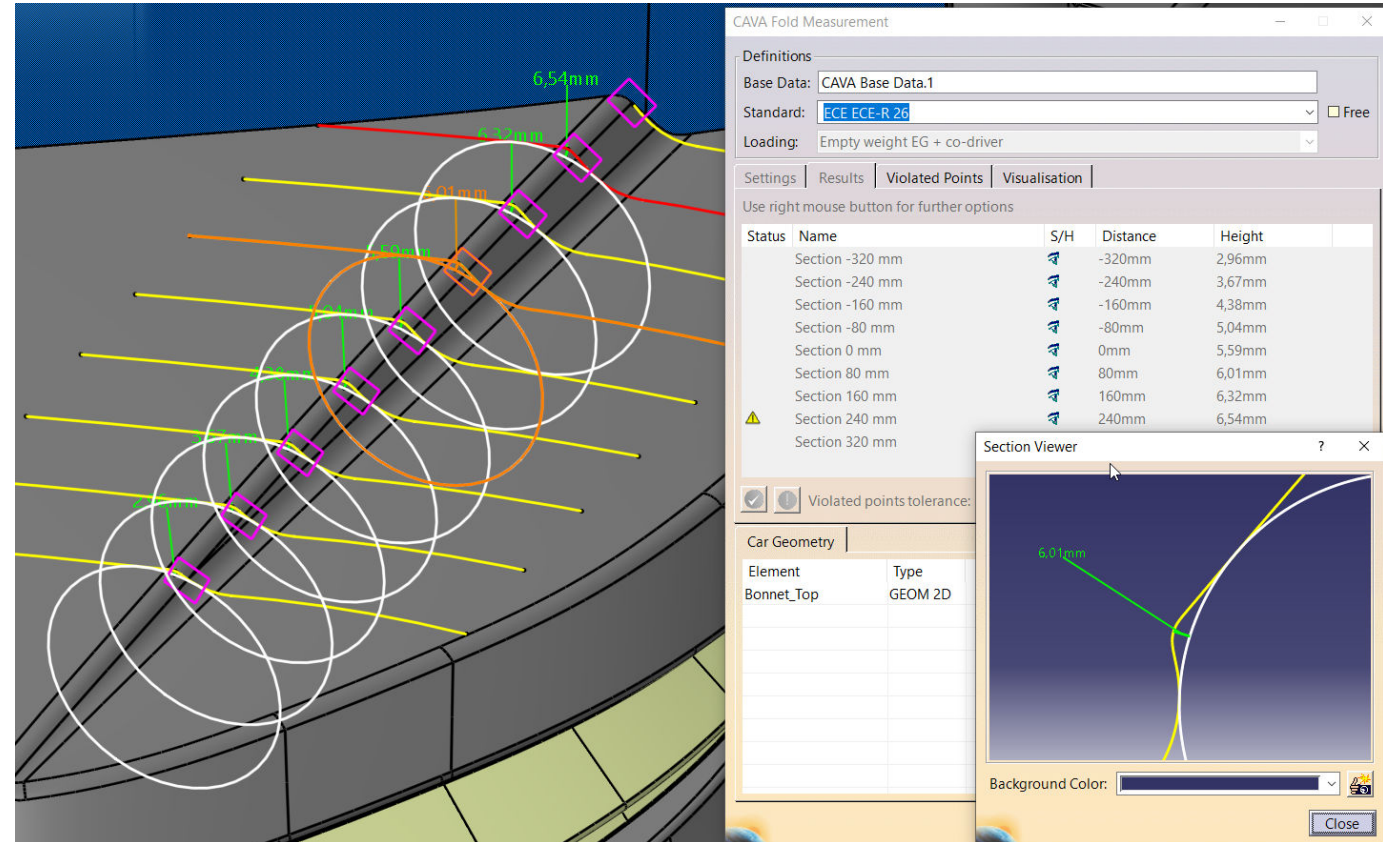 CAVA Fold Measurement
Definitions
Base Data: CAVA Base Data.1
Standard: ECE ECE-R 26 Free
Loading: Empty weight EG + co-driver
Settings Results Violated Points Visualisation
Use right mouse button for further options
Status Name S/H Distance Height
Section -320 mm -320mm 2,96mm
Section -240 mm -240mm 3,67mm
Section -160 mm -160mm 4,38mm
Section -80 mm -80mm 5,04mm
Section 0 mm 0mm 5,59mm
Section 80 mm 80mm 6,01mm
Section 160 mm 160mm 6,32mm
Section 240 mm 240mm 6,54mm
Section 320 mm
Violated points tolerance:
Car Geometry
Element Type
Bonnet_Top GEOM 2D
Section Viewer
6.01mm
Background Color:
Close
6,54mm
6,32mm